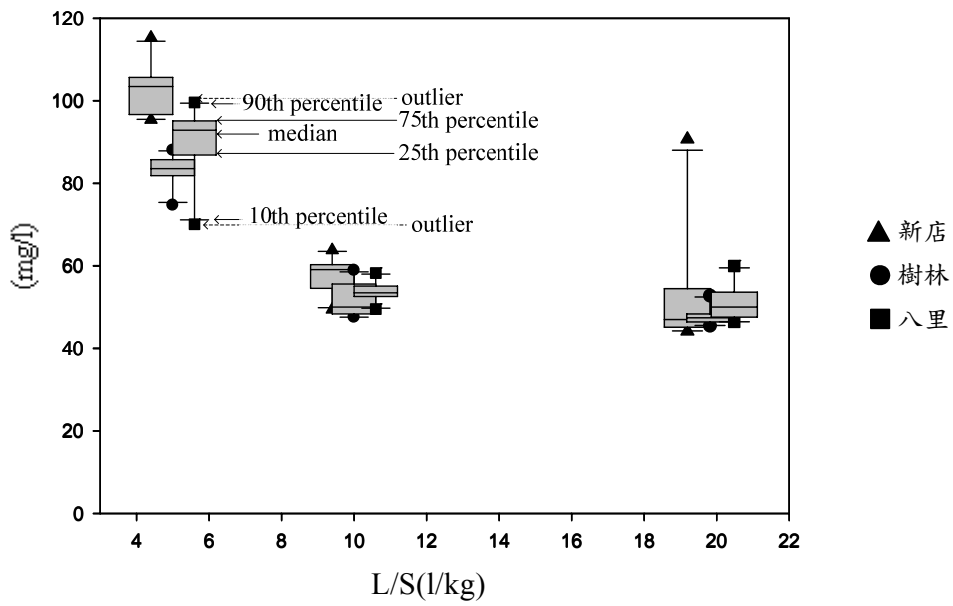 120
100
80
60
40
20
0
(mg/l)
outlier
90th percentile
75th percentile
median
25th percentile
10th percentile
outlier
新店
樹林
八里
4 6 8 10 12 14 16 18 20 22
L/S(l/kg)